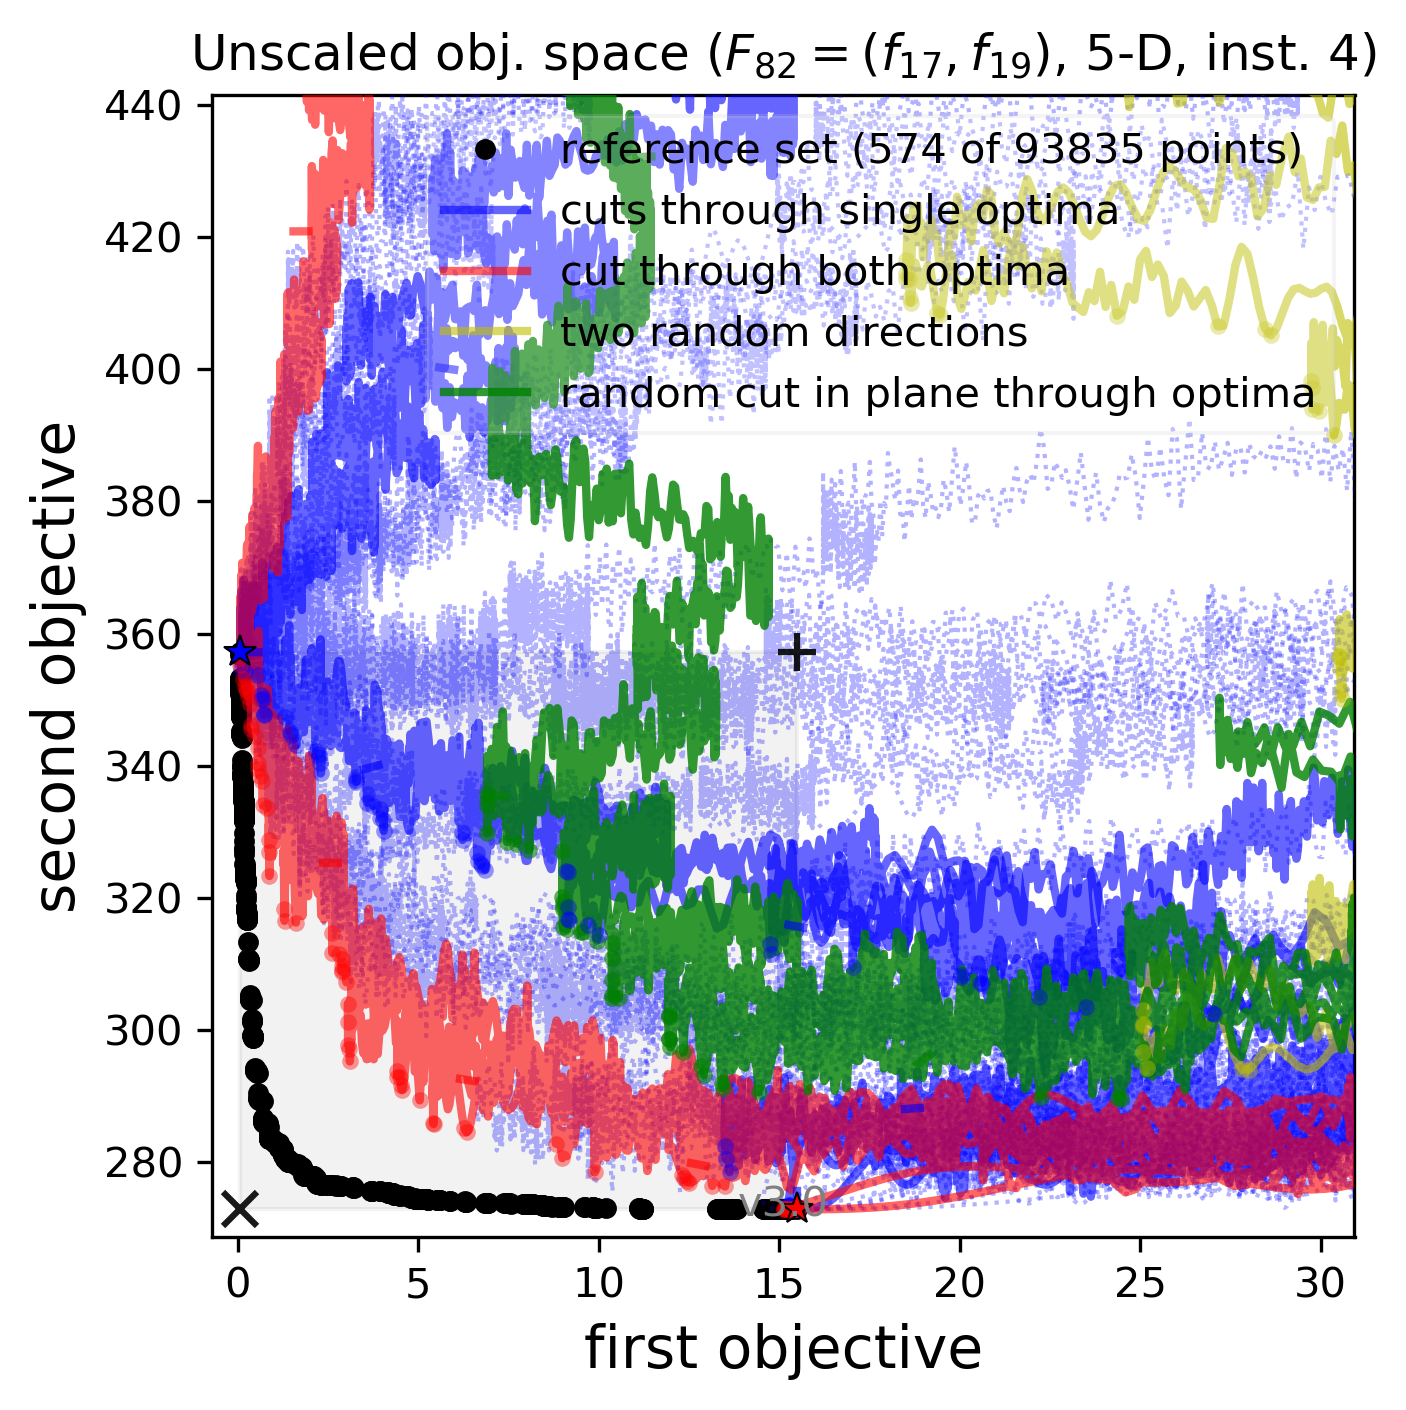 Unscaled obj. space (F82 = (f17, f19), 5-D, inst. 4)
440
420
400
380
360
340
320
300
280
second objective
reference set (574 of 93835 points)
cuts through single optima
cut through both optima
two random directions
random cut in plane through optima
v3.0
0 5 10 15 20 25 30
first objective